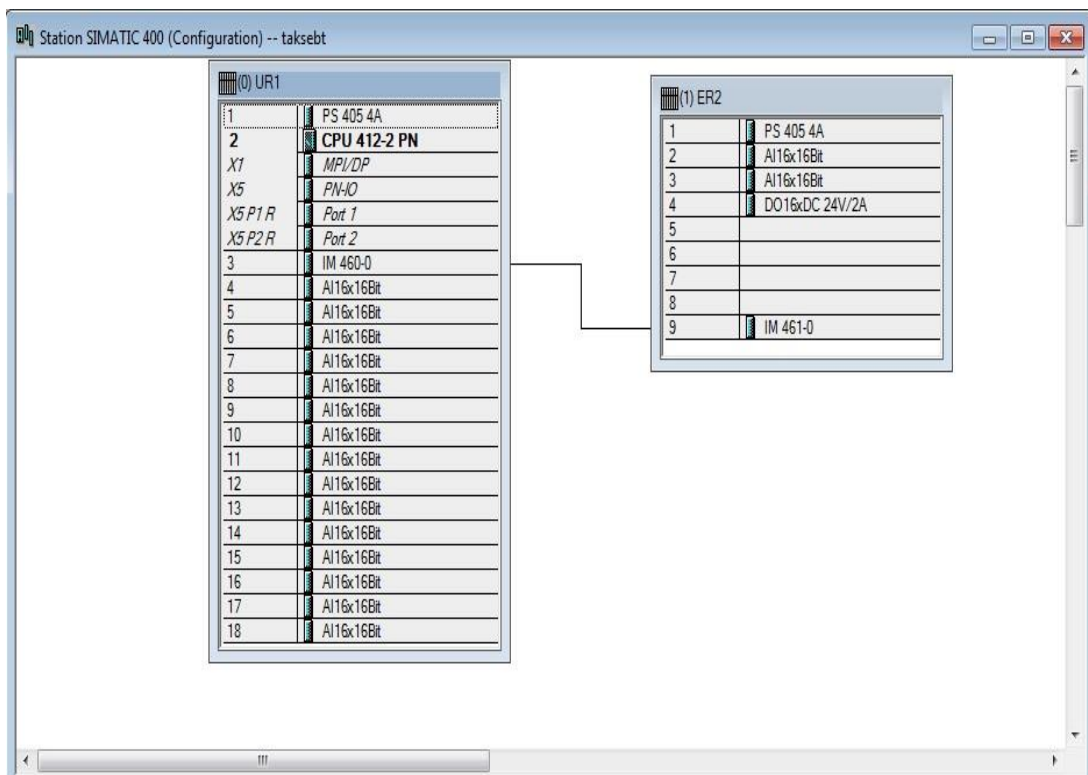 Station SIMATIC 400 (Configuration) -- taksebt
(0) UR1
1 PS 405 4A
2 CPU 412-2 PN
X1 MPI/DP
X5 PN-IO
X5 P1 R Port 1
X5 P2 R Port 2
3 IM 460-0
4 AI16x16Bit
5 AI16x16Bit
6 AI16x16Bit
7 AI16x16Bit
8 AI16x16Bit
9 AI16x16Bit
10 AI16x16Bit
11 AI16x16Bit
12 AI16x16Bit
13 AI16x16Bit
14 AI16x16Bit
15 AI16x16Bit
16 AI16x16Bit
17 AI16x16Bit
18 AI16x16Bit
(1) ER2
1 PS 405 4A
2 AI16x16Bit
3 AI16x16Bit
4 DO16xDC 24V/2A
5
6
7
8
9 IM 461-0